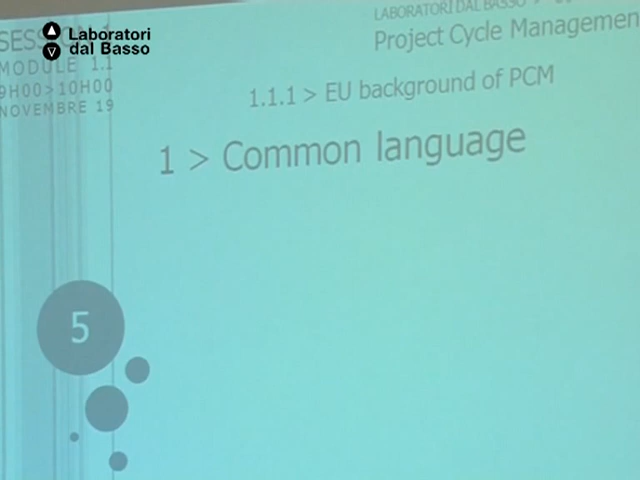 Laboratori
dal Basso
LABORATORI DAL BASSO >
Project Cycle Managemen
MODULE 1.1
9H00>10H00
NOVEMBRE 19
1.1.1 > EU background of PCM
1 > Common language
5